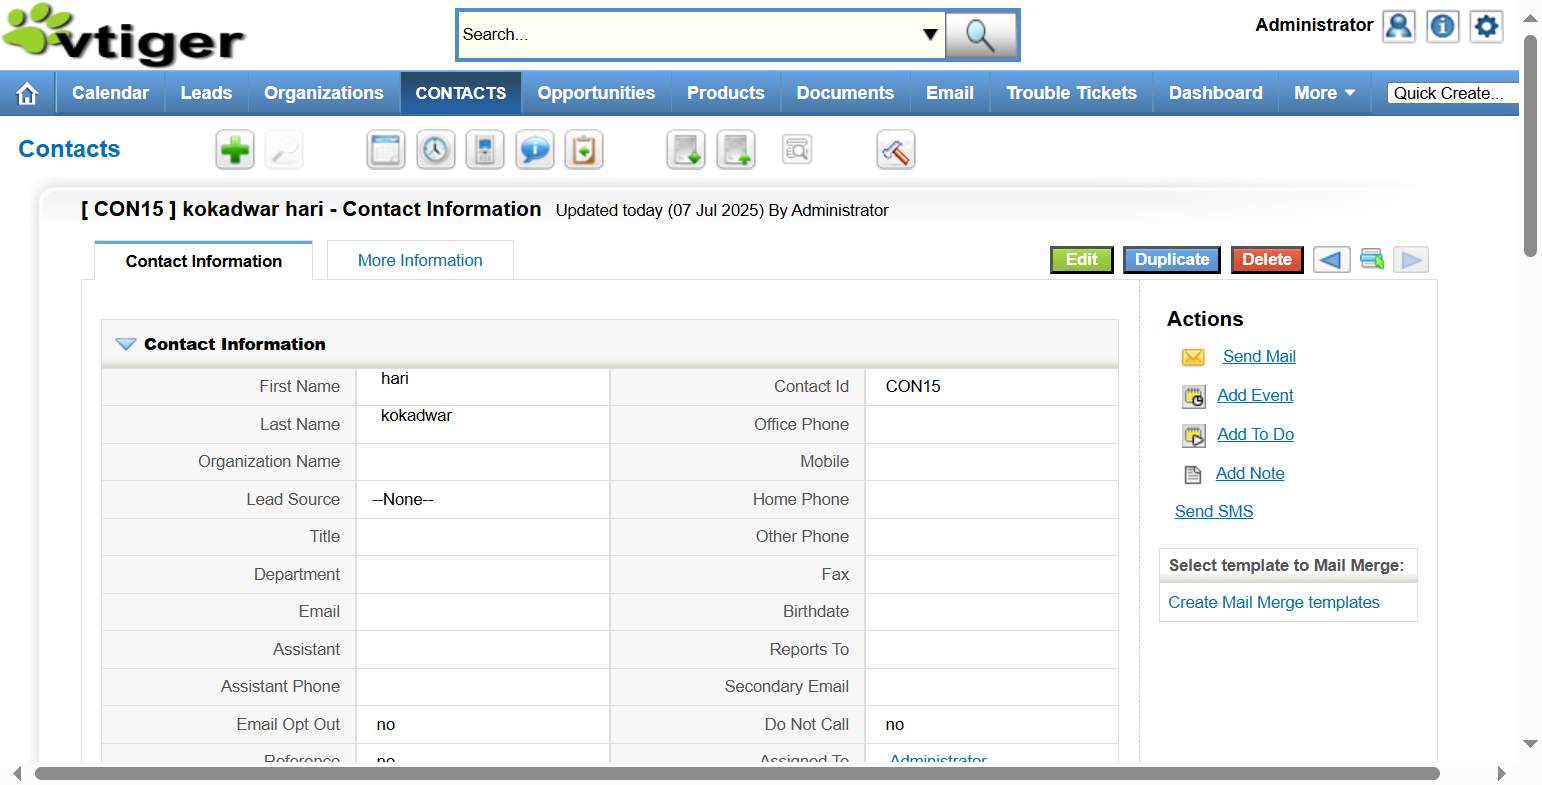 vtiger
Search...
Administrator
Calendar Leads Organizations CONTACTS Opportunities Products Documents Email Trouble Tickets Dashboard More Quick Create...
Contacts
[ CON15 ] kokadwar hari - Contact Information Updated today (07 Jul 2025) By Administrator
Contact Information More Information Edit Duplicate Delete
Contact Information
First Name hari Contact Id CON15
Last Name kokadwar Office Phone
Organization Name Mobile
Lead Source --None-- Home Phone
Title Other Phone
Department Fax
Email Birthdate
Assistant Reports To
Assistant Phone Secondary Email
Email Opt Out no Do Not Call no
Reference no Assigned To Administrator
Actions
Send Mail
Add Event
Add To Do
Add Note
Send SMS
Select template to Mail Merge:
Create Mail Merge templates